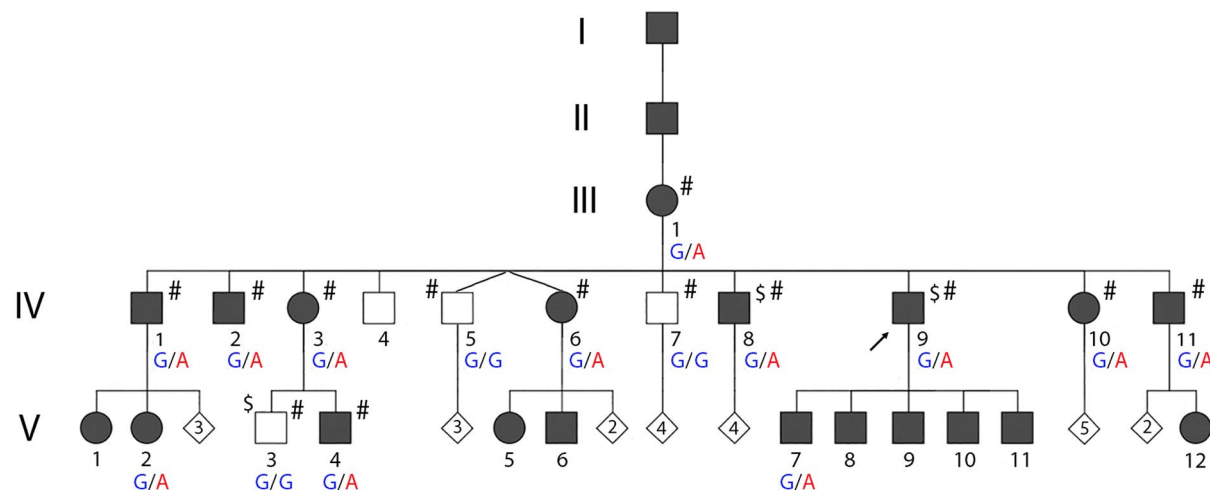 I
II
III
#
1
G/A
IV
# # # # # # $ # $ # # #
1 2 3 4 5 6 7 8 9 10 11
G/A G/A G/A G/G G/A G/G G/A G/A G/A G/A
V
3 $ # # 3 2 4 4 5 2
1 2 3 4 5 6 7 8 9 10 11 12
G/A G/G G/A G/A